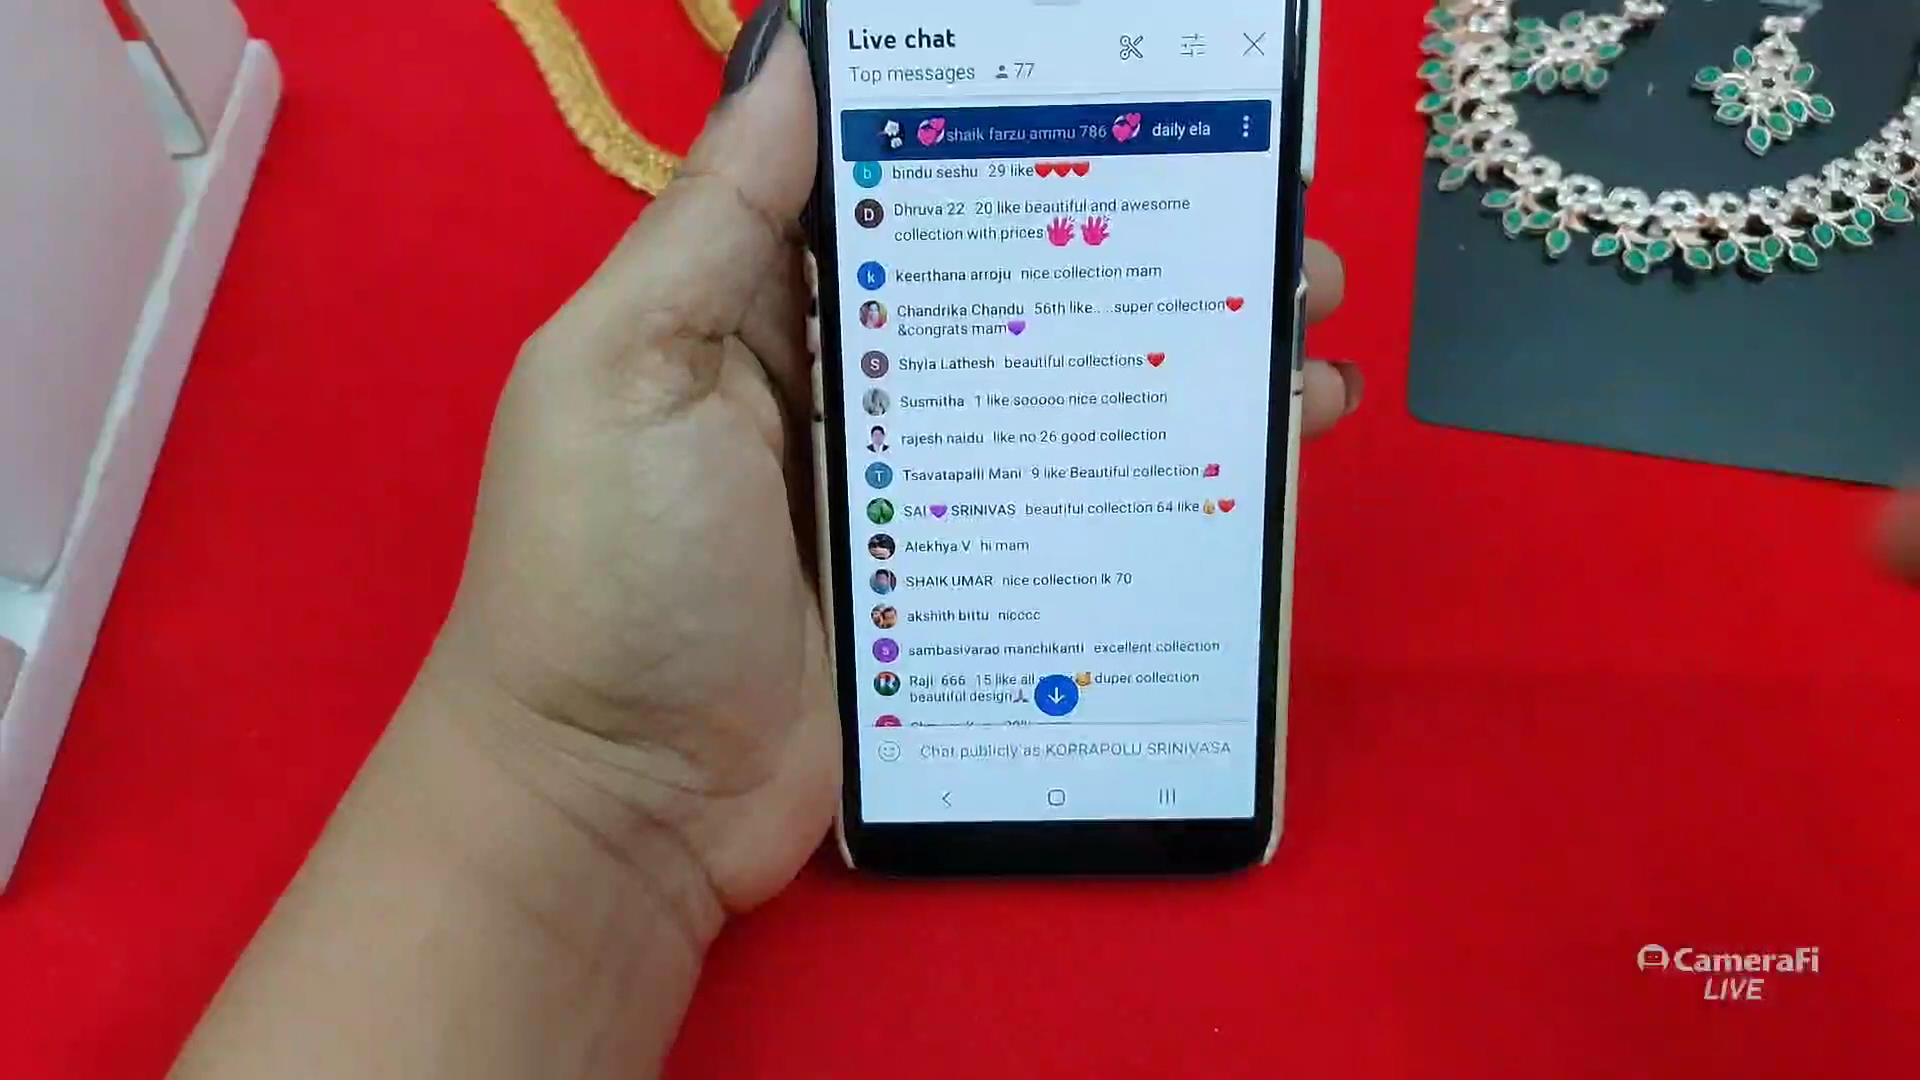 Live chat
Top messages 77
shaik farzu ammu 786 daily ela
bindu seshu 29 like
Dhruva 22 20 like beautiful and awesome
collection with prices
keerthana arroju nice collection mam
Chandrika Chandu 56th like.. ..super collection
&congrats mam
Shyla Lathesh beautiful collections
Susmitha 1 like sooooo nice collection
rajesh naidu like no 26 good collection
Tsavatapalli Mani 9 like Beautiful collection
SAI SRINIVAS beautiful collection 64 like
Alekhya V hi mam
SHAIK UMAR nice collection lk 70
akshith bittu nicccc
sambasivarao manchikanti excellent collection
Raji 666 15 like all duper collection
beautiful design
Chat publicly as KOPRAPOLU SRINIVASA
CameraFi
LIVE